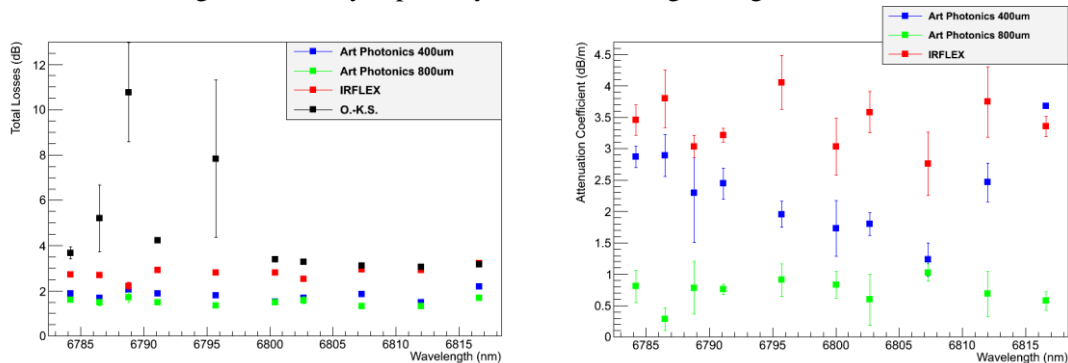 Total Losses (dB)
12
10
8
6
4
2
0
Art Photonics 400um
Art Photonics 800um
IRFLEX
O.-K.S.
6785 6790 6795 6800 6805 6810 6815
Wavelength (nm)
Attenuation Coefficient (dB/m)
4.5
4
3.5
3
2.5
2
1.5
1
0.5
Art Photonics 400um
Art Photonics 800um
IRFLEX
6785 6790 6795 6800 6805 6810 6815
Wavelength (nm)